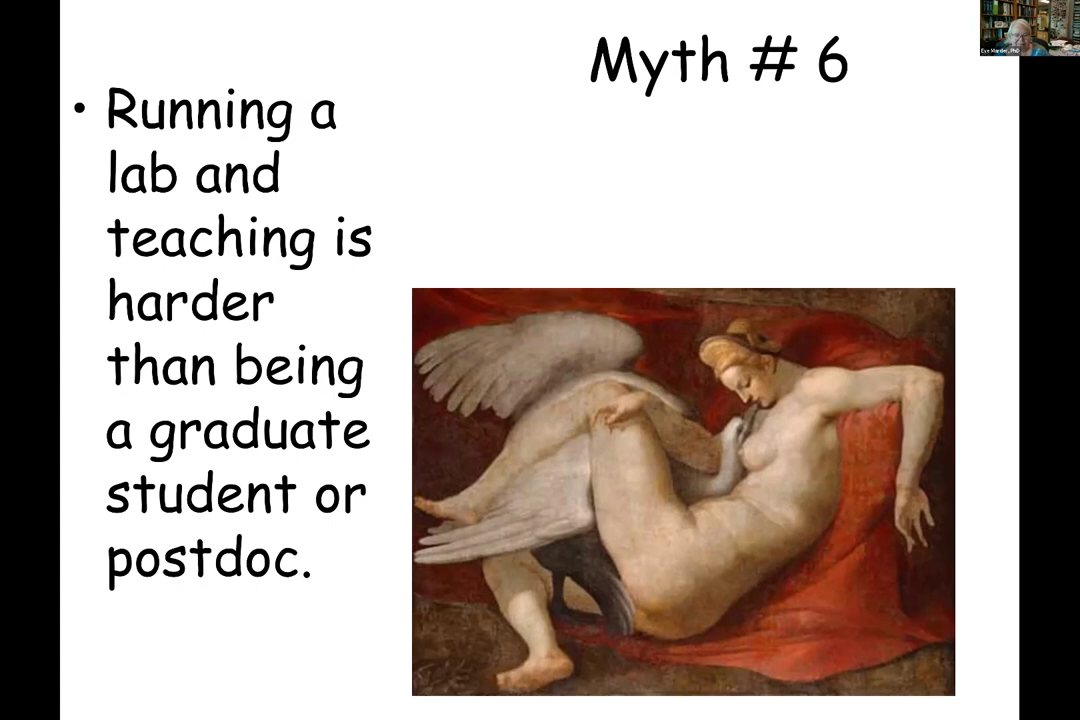 Myth # 6
• Running a
lab and
teaching is
harder
than being
a graduate
student or
postdoc.
Eve Marder, PhD